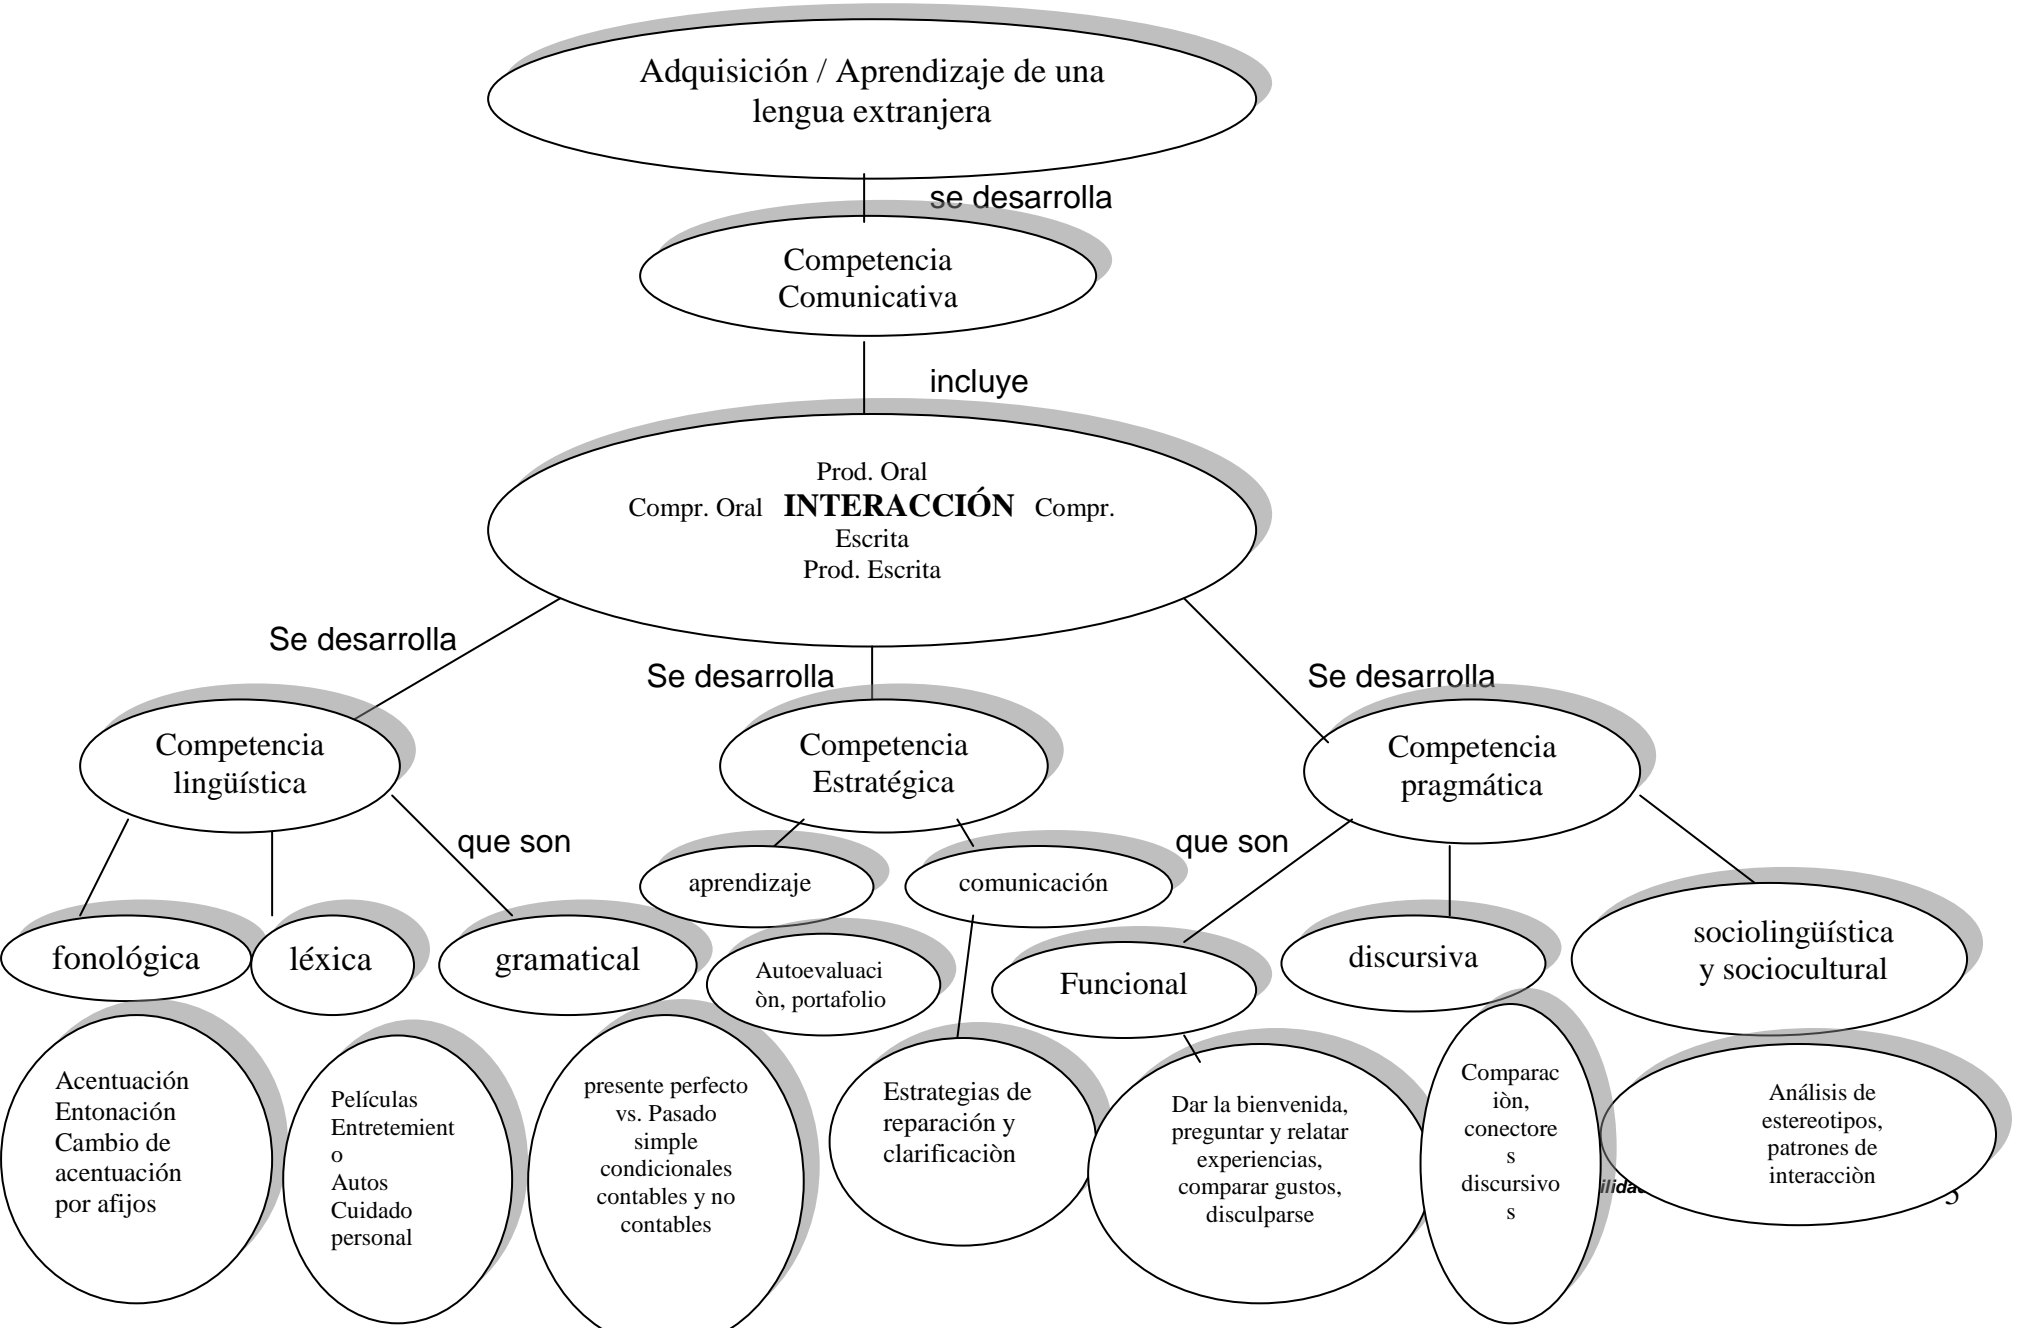 Adquisición / Aprendizaje de una
lengua extranjera
se desarrolla
Competencia
Comunicativa
incluye
Prod. Oral
Compr. Oral INTERACCIÓN Compr.
Escrita
Prod. Escrita
Se desarrolla
Se desarrolla
Se desarrolla
Competencia
lingüística
Competencia
Estratégica
Competencia
pragmática
que son
que son
aprendizaje
comunicación
fonológica
léxica
gramatical
Autoevaluaci
òn, portafolio
Funcional
discursiva
sociolingüística
y sociocultural
Acentuación
Entonación
Cambio de
acentuación
por afijos
Películas
Entretemient
o
Autos
Cuidado
personal
presente perfecto
vs. Pasado
simple
condicionales
contables y no
contables
Estrategias de
reparación y
clarificaciòn
Dar la bienvenida,
preguntar y relatar
experiencias,
comparar gustos,
disculparse
Comparac
iòn,
conectore
s
discursivo
s
Análisis de
estereotipos,
patrones de
interacciòn